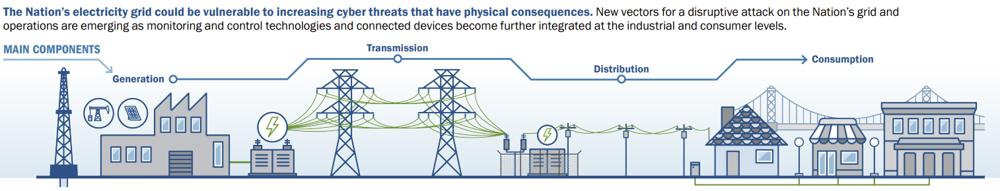 The Nation’s electricity grid could be vulnerable to increasing cyber threats that have physical consequences. New vectors for a disruptive attack on the Nation’s grid and
operations are emerging as monitoring and control technologies and connected devices become further integrated at the industrial and consumer levels.
MAIN COMPONENTS
Generation
Transmission
Distribution
Consumption